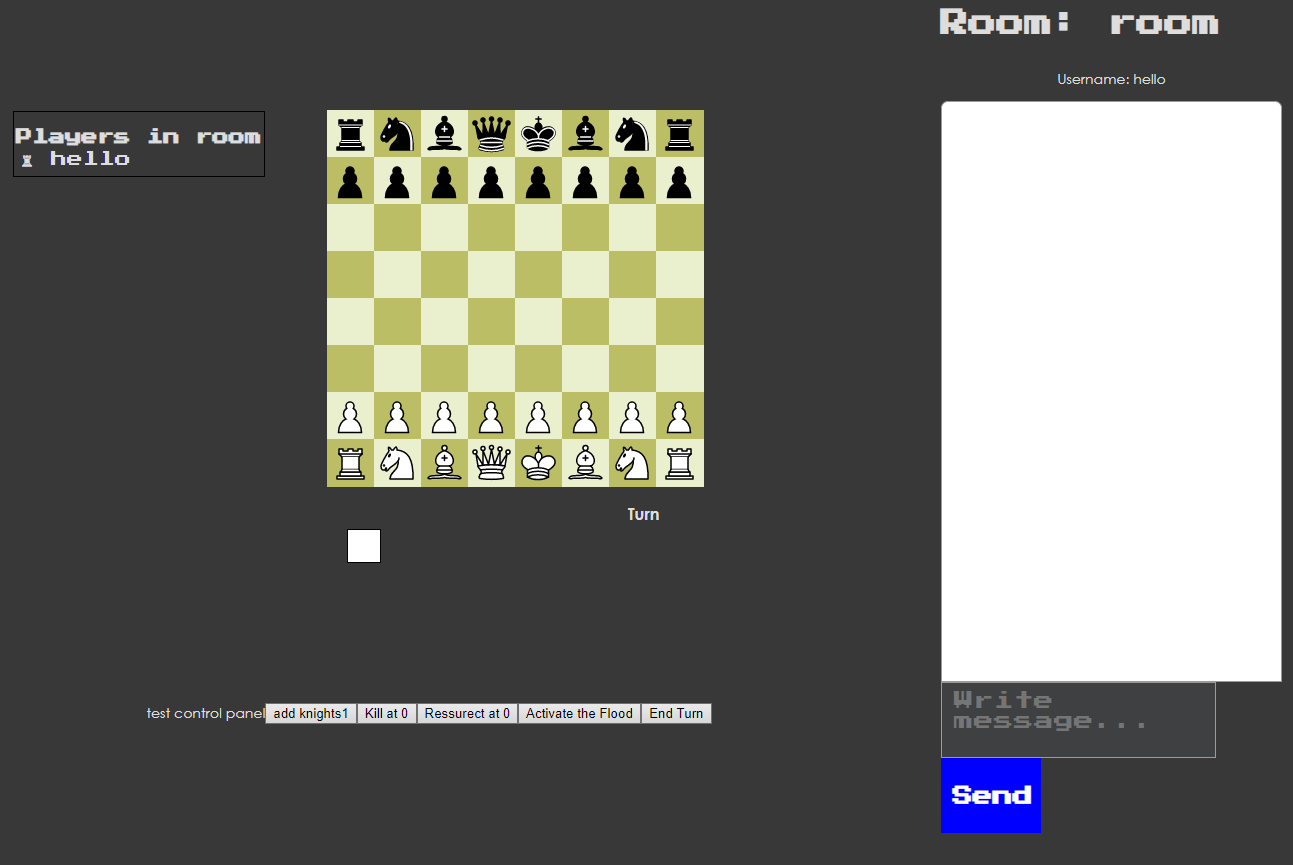 Room: room
Username: hello
Players in room
hello
Turn
test control panel add knights1 Kill at 0 Ressurect at 0 Activate the Flood End Turn
Write
message...
Send